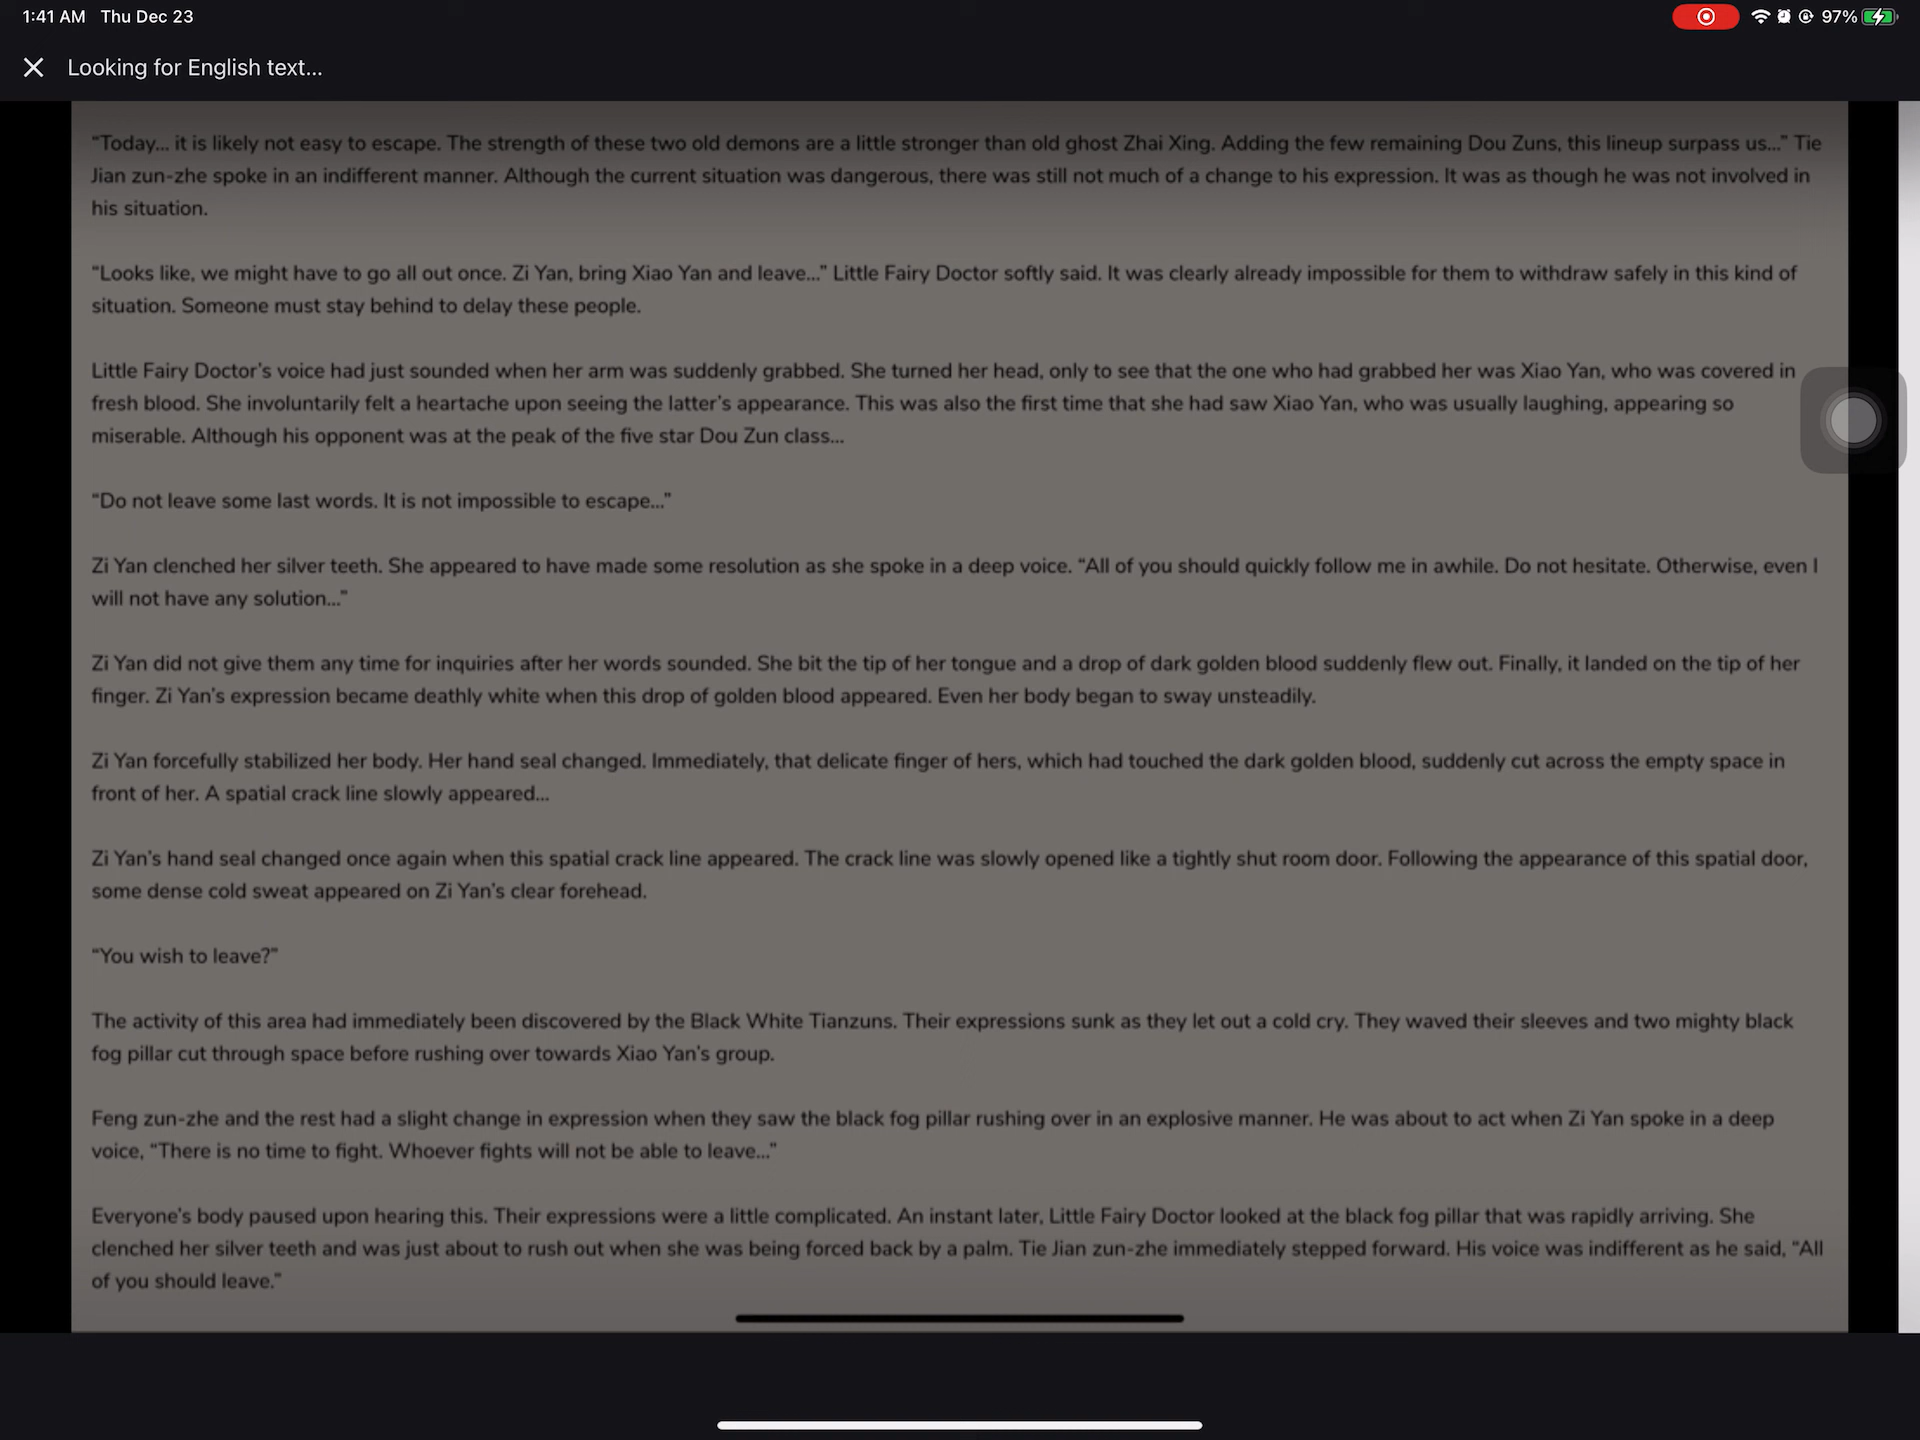 1:41 AM Thu Dec 23
97%
Looking for English text...
“Today... it is likely not easy to escape. The strength of these two old demons are a little stronger than old ghost Zhai Xing. Adding the few remaining Dou Zuns, this lineup surpass us...” Tie
Jian zun-zhe spoke in an indifferent manner. Although the current situation was dangerous, there was still not much of a change to his expression. It was as though he was not involved in
his situation.
“Looks like, we might have to go all out once. Zi Yan, bring Xiao Yan and leave...” Little Fairy Doctor softly said. It was clearly already impossible for them to withdraw safely in this kind of
situation. Someone must stay behind to delay these people.
Little Fairy Doctor’s voice had just sounded when her arm was suddenly grabbed. She turned her head, only to see that the one who had grabbed her was Xiao Yan, who was covered in
fresh blood. She involuntarily felt a heartache upon seeing the latter’s appearance. This was also the first time that she had saw Xiao Yan, who was usually laughing, appearing so
miserable. Although his opponent was at the peak of the five star Dou Zun class...
“Do not leave some last words. It is not impossible to escape...”
Zi Yan clenched her silver teeth. She appeared to have made some resolution as she spoke in a deep voice. “All of you should quickly follow me in awhile. Do not hesitate. Otherwise, even I
will not have any solution...”
Zi Yan did not give them any time for inquiries after her words sounded. She bit the tip of her tongue and a drop of dark golden blood suddenly flew out. Finally, it landed on the tip of her
finger. Zi Yan’s expression became deathly white when this drop of golden blood appeared. Even her body began to sway unsteadily.
Zi Yan forcefully stabilized her body. Her hand seal changed. Immediately, that delicate finger of hers, which had touched the dark golden blood, suddenly cut across the empty space in
front of her. A spatial crack line slowly appeared...
Zi Yan’s hand seal changed once again when this spatial crack line appeared. The crack line was slowly opened like a tightly shut room door. Following the appearance of this spatial door,
some dense cold sweat appeared on Zi Yan’s clear forehead.
“You wish to leave?”
The activity of this area had immediately been discovered by the Black White Tianzuns. Their expressions sunk as they let out a cold cry. They waved their sleeves and two mighty black
fog pillar cut through space before rushing over towards Xiao Yan’s group.
Feng zun-zhe and the rest had a slight change in expression when they saw the black fog pillar rushing over in an explosive manner. He was about to act when Zi Yan spoke in a deep
voice, “There is no time to fight. Whoever fights will not be able to leave...”
Everyone’s body paused upon hearing this. Their expressions were a little complicated. An instant later, Little Fairy Doctor looked at the black fog pillar that was rapidly arriving. She
clenched her silver teeth and was just about to rush out when she was being forced back by a palm. Tie Jian zun-zhe immediately stepped forward. His voice was indifferent as he said, “All
of you should leave.”